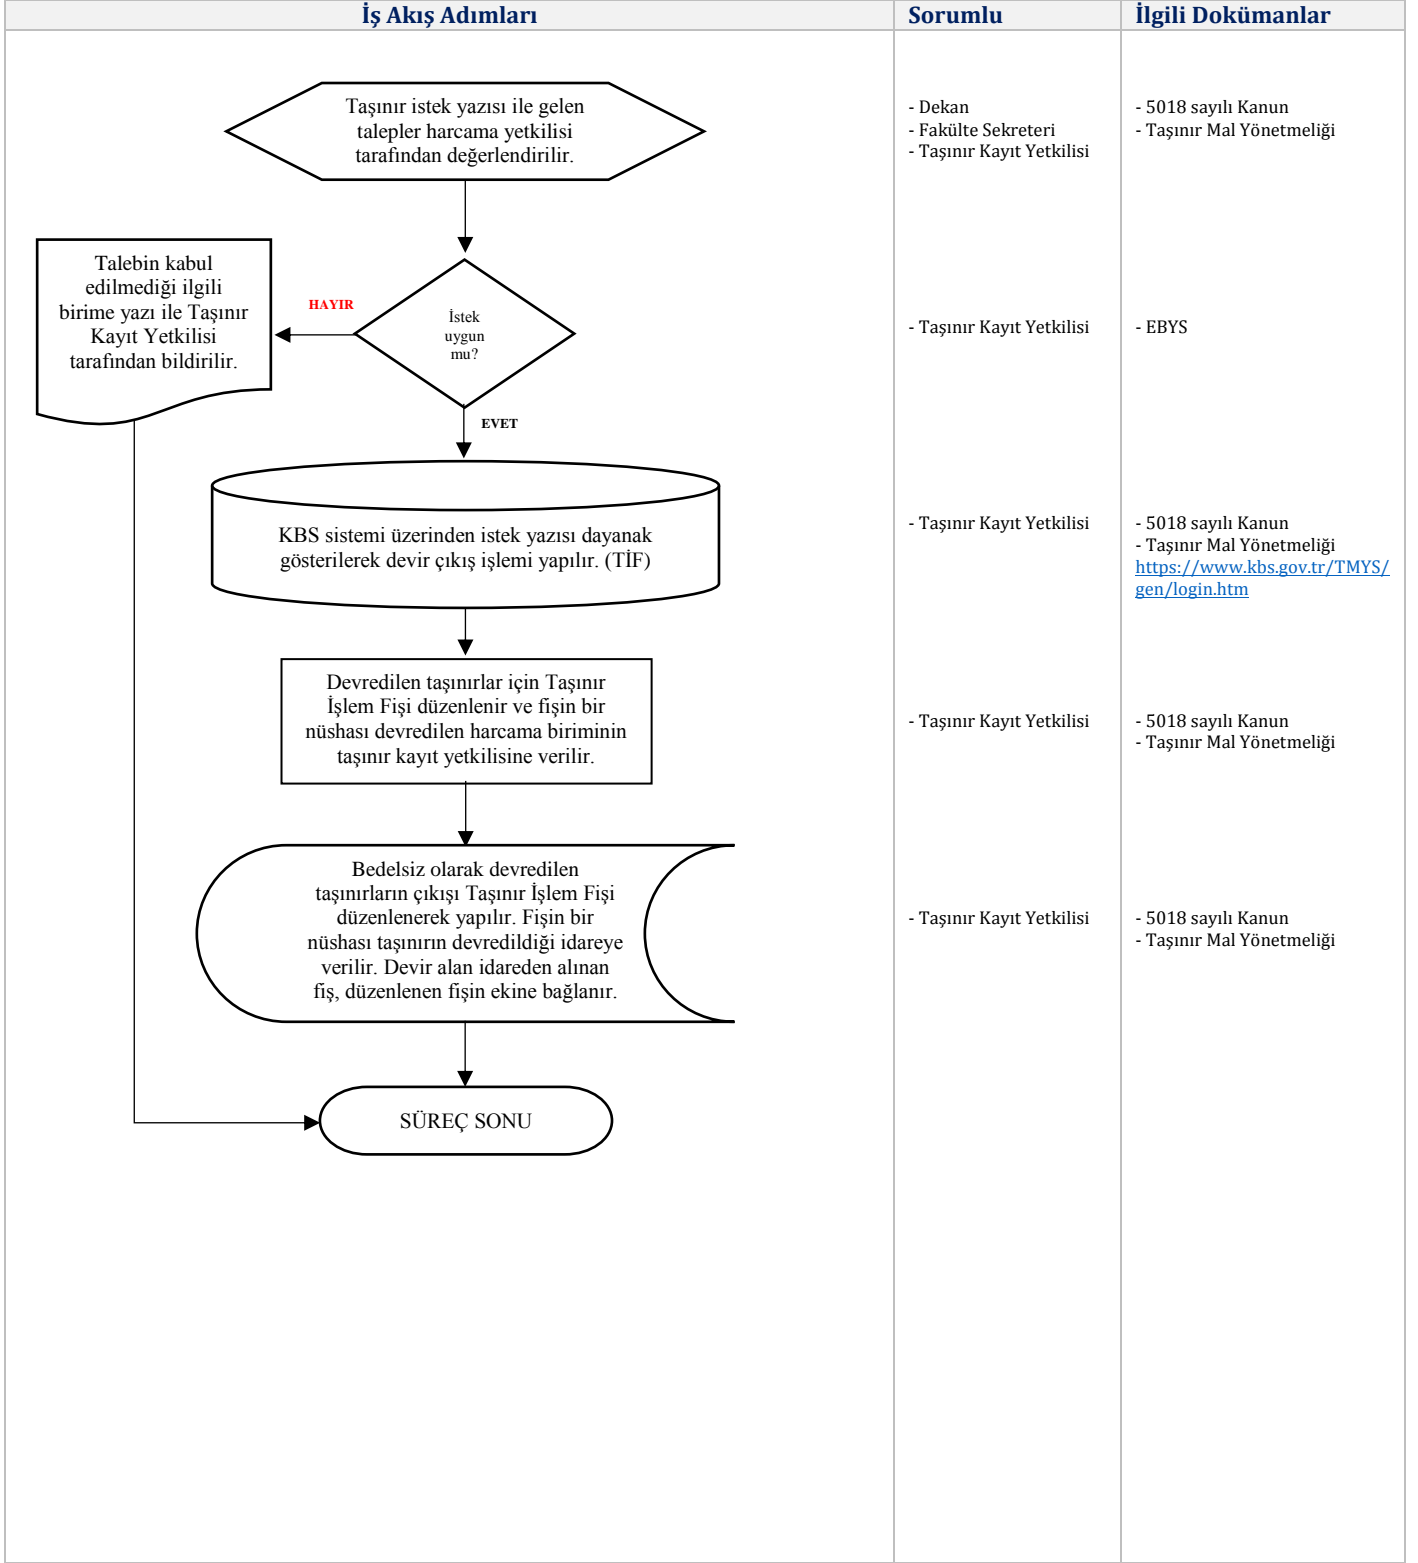 İş Akış Adımları
Sorumlu
İlgili Dokümanlar
Taşınır istek yazısı ile gelen
talepler harcama yetkilisi
tarafından değerlendirilir.
- Dekan
- Fakülte Sekreteri
- Taşınır Kayıt Yetkilisi
- 5018 sayılı Kanun
- Taşınır Mal Yönetmeliği
Talebin kabul
edilmediği ilgili
birime yazı ile Taşınır
Kayıt Yetkilisi
tarafından bildirilir.
HAYIR
İstek
uygun
mu?
- Taşınır Kayıt Yetkilisi
- EBYS
EVET
KBS sistemi üzerinden istek yazısı dayanak
gösterilerek devir çıkış işlemi yapılır. (TİF)
- Taşınır Kayıt Yetkilisi
- 5018 sayılı Kanun
- Taşınır Mal Yönetmeliği
https://www.kbs.gov.tr/TMYS/
gen/login.htm
Devredilen taşınırlar için Taşınır
İşlem Fişi düzenlenir ve fişin bir
nüshası devredilen harcama biriminin
taşınır kayıt yetkilisine verilir.
- Taşınır Kayıt Yetkilisi
- 5018 sayılı Kanun
- Taşınır Mal Yönetmeliği
Bedelsiz olarak devredilen
taşınırların çıkışı Taşınır İşlem Fişi
düzenlenerek yapılır. Fişin bir
nüshası taşınırın devredildiği idareye
verilir. Devir alan idareden alınan
fiş, düzenlenen fişin ekine bağlanır.
- Taşınır Kayıt Yetkilisi
- 5018 sayılı Kanun
- Taşınır Mal Yönetmeliği
SÜREÇ SONU